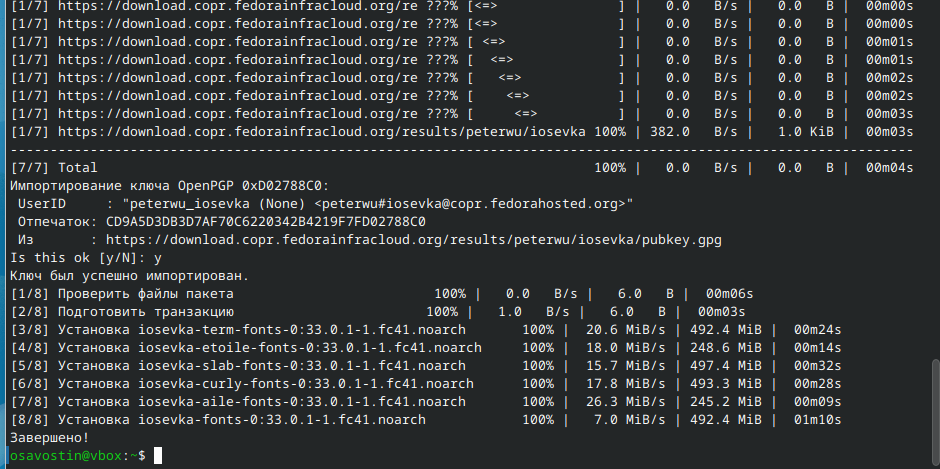 [1/7] https://download.copr.fedorainfracloud.org/re ???% [<=>               ] |   0.0   B/s |   0.0   B |  00m00s
[1/7] https://download.copr.fedorainfracloud.org/re ???% [<=>               ] |   0.0   B/s |   0.0   B |  00m00s
[1/7] https://download.copr.fedorainfracloud.org/re ???% [ <=>              ] |   0.0   B/s |   0.0   B |  00m01s
[1/7] https://download.copr.fedorainfracloud.org/re ???% [  <=>             ] |   0.0   B/s |   0.0   B |  00m01s
[1/7] https://download.copr.fedorainfracloud.org/re ???% [   <=>            ] |   0.0   B/s |   0.0   B |  00m02s
[1/7] https://download.copr.fedorainfracloud.org/re ???% [    <=>           ] |   0.0   B/s |   0.0   B |  00m02s
[1/7] https://download.copr.fedorainfracloud.org/re ???% [     <=>          ] |   0.0   B/s |   0.0   B |  00m03s
[1/7] https://download.copr.fedorainfracloud.org/results/peterwu/iosevka 100% | 382.0   B/s |   1.0 KiB |  00m03s
-----------------------------------------------------------------------------------------------------------------
[7/7] Total                                                              100% |   0.0   B/s |   0.0   B |  00m04s
Импортирование ключа OpenPGP 0xD02788C0:
 UserID     : "peterwu_iosevka (None) <peterwu#iosevka@copr.fedorahosted.org>"
 Отпечаток: CD9A5D3DB3D7AF70C6220342B4219F7FD02788C0
 Из       : https://download.copr.fedorainfracloud.org/results/peterwu/iosevka/pubkey.gpg
Is this ok [y/N]: y
Ключ был успешно импортирован.
[1/8] Проверить файлы пакета                         100% |   0.0   B/s |   6.0   B |  00m06s
[2/8] Подготовить транзакцию                        100% |   1.0   B/s |   6.0   B |  00m03s
[3/8] Установка iosevka-term-fonts-0:33.0.1-1.fc41.noarch       100% |  20.6 MiB/s | 492.4 MiB |  00m24s
[4/8] Установка iosevka-etoile-fonts-0:33.0.1-1.fc41.noarch     100% |  18.0 MiB/s | 248.6 MiB |  00m14s
[5/8] Установка iosevka-slab-fonts-0:33.0.1-1.fc41.noarch       100% |  15.7 MiB/s | 497.4 MiB |  00m32s
[6/8] Установка iosevka-curly-fonts-0:33.0.1-1.fc41.noarch      100% |  17.8 MiB/s | 493.3 MiB |  00m28s
[7/8] Установка iosevka-aile-fonts-0:33.0.1-1.fc41.noarch       100% |  26.3 MiB/s | 245.2 MiB |  00m09s
[8/8] Установка iosevka-fonts-0:33.0.1-1.fc41.noarch            100% |   7.0 MiB/s | 492.4 MiB |  01m10s
Завершено!
osavostin@vbox:~$